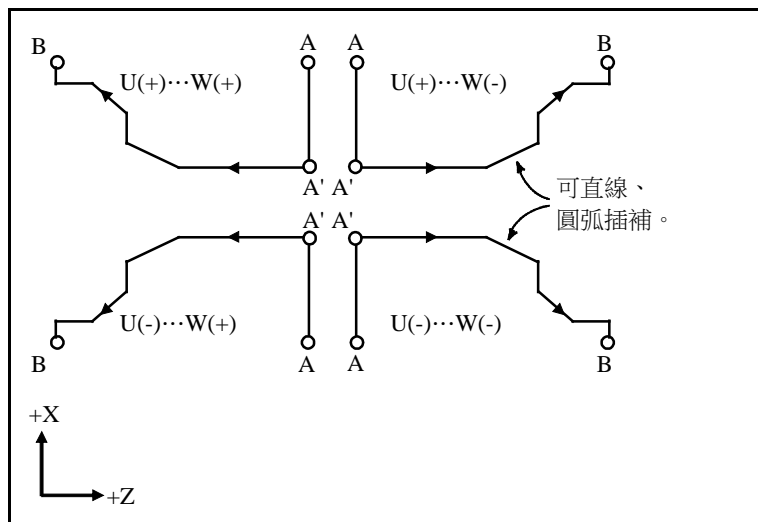 B A A B
U(+)…W(+) U(+)…W(-)
A' A'
可直線、
圓弧插補。
A' A'
U(-)…W(+) U(-)…W(-)
B A A B
+X
+Z